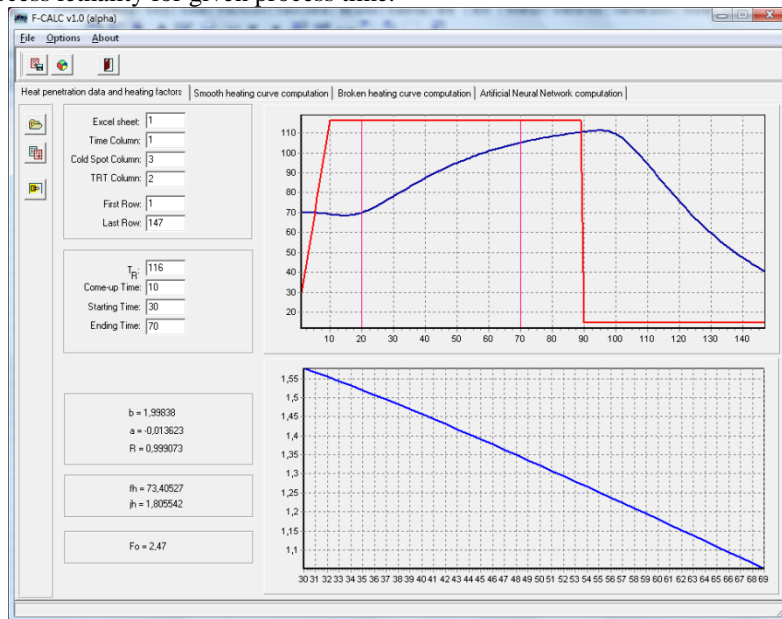 cess lethality for given process time.
F-CALC v1.0 (alpha)
File Options About
Heat penetration data and heating factors Smooth heating curve computation Broken heating curve computation Artificial Neural Network computation
Excel sheet: 1
Time Column: 1
Cold Spot Column: 3
TRT Column: 2
First Row: 1
Last Row: 147
TR: 116
Come-up Time: 10
Starting Time: 30
Ending Time: 70
b = 1,99838
a = -0,013623
R = 0,999073
fh = 73,40527
jh = 1,805542
Fo = 2,47
110
100
90
80
70
60
50
40
30
20
10 20 30 40 50 60 70 80 90 100 110 120 130 140
1,55
1,5
1,45
1,4
1,35
1,3
1,25
1,2
1,15
1,1
30 31 32 33 34 35 36 37 38 39 40 41 42 43 44 45 46 47 48 49 50 51 52 53 54 55 56 57 58 59 60 61 62 63 64 65 66 67 68 69